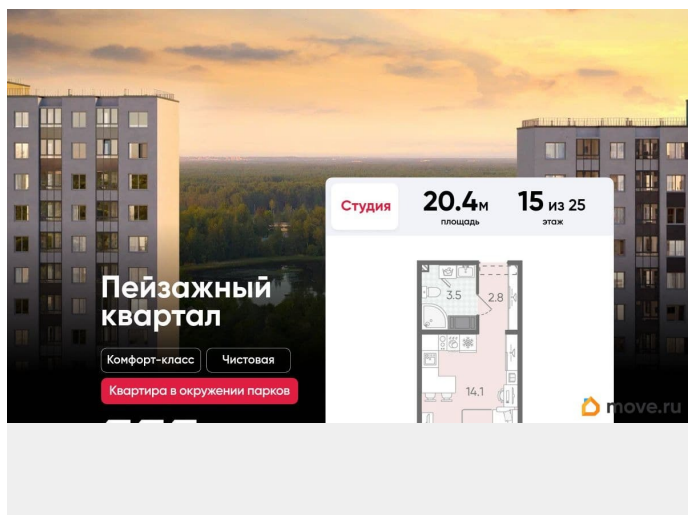 Студия
20.4м
площадь
15 из 25
этаж
Пейзажный
квартал
3.5
2.8
Комфорт-класс
Чистовая
Квартира в окружении парков
14.1
move.ru